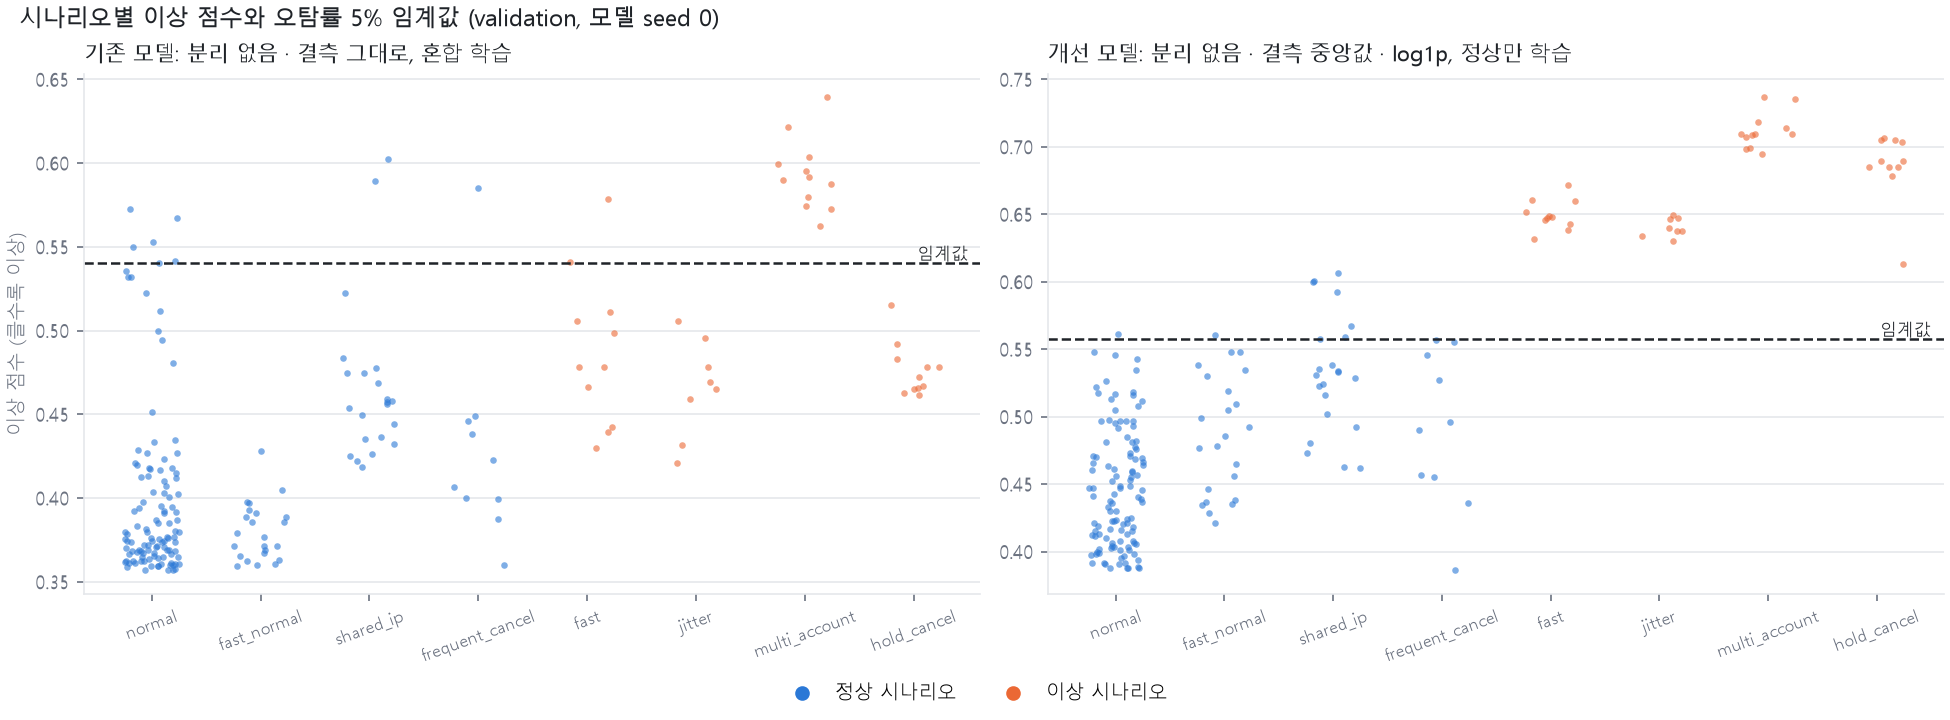 시나리오별 이상 점수와 오탐률 5% 임계값 (validation, 모델 seed 0)
기존 모델: 분리 없음 · 결측 그대로, 혼합 학습
이상 점수 (클수록 이상)
0.65
0.60
0.55
0.50
0.45
0.40
0.35
임계값
normal
fast_normal
shared_ip
frequent_cancel
fast
jitter
multi_account
hold_cancel
개선 모델: 분리 없음 · 결측 중앙값 · log1p, 정상만 학습
0.75
0.70
0.65
0.60
0.55
0.50
0.45
0.40
임계값
normal
fast_normal
shared_ip
frequent_cancel
fast
jitter
multi_account
hold_cancel
정상 시나리오
이상 시나리오